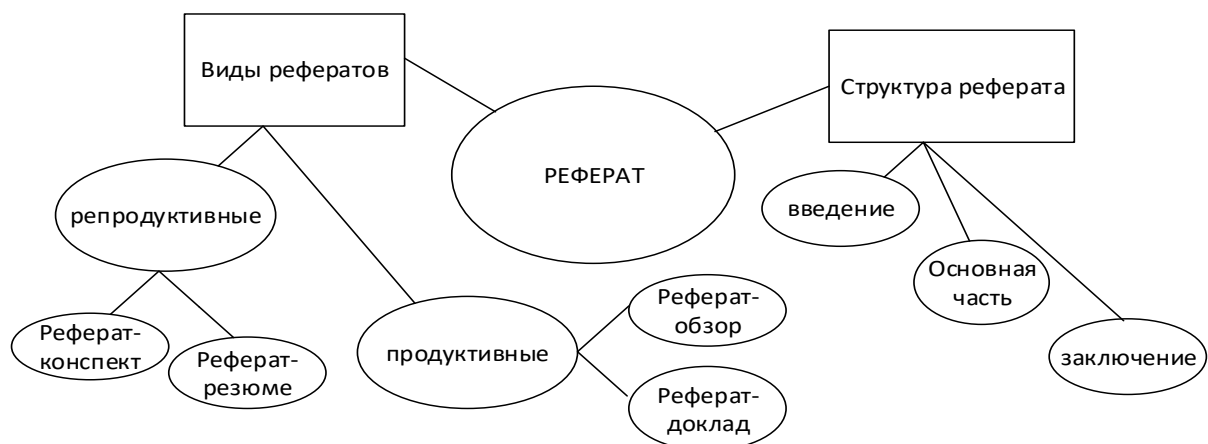 Виды рефератов
Структура реферата
РЕФЕРАТ
репродуктивные
введение
Основная
часть
Реферат-
обзор
Реферат-
конспект
Реферат-
резюме
продуктивные
заключение
Реферат-
доклад